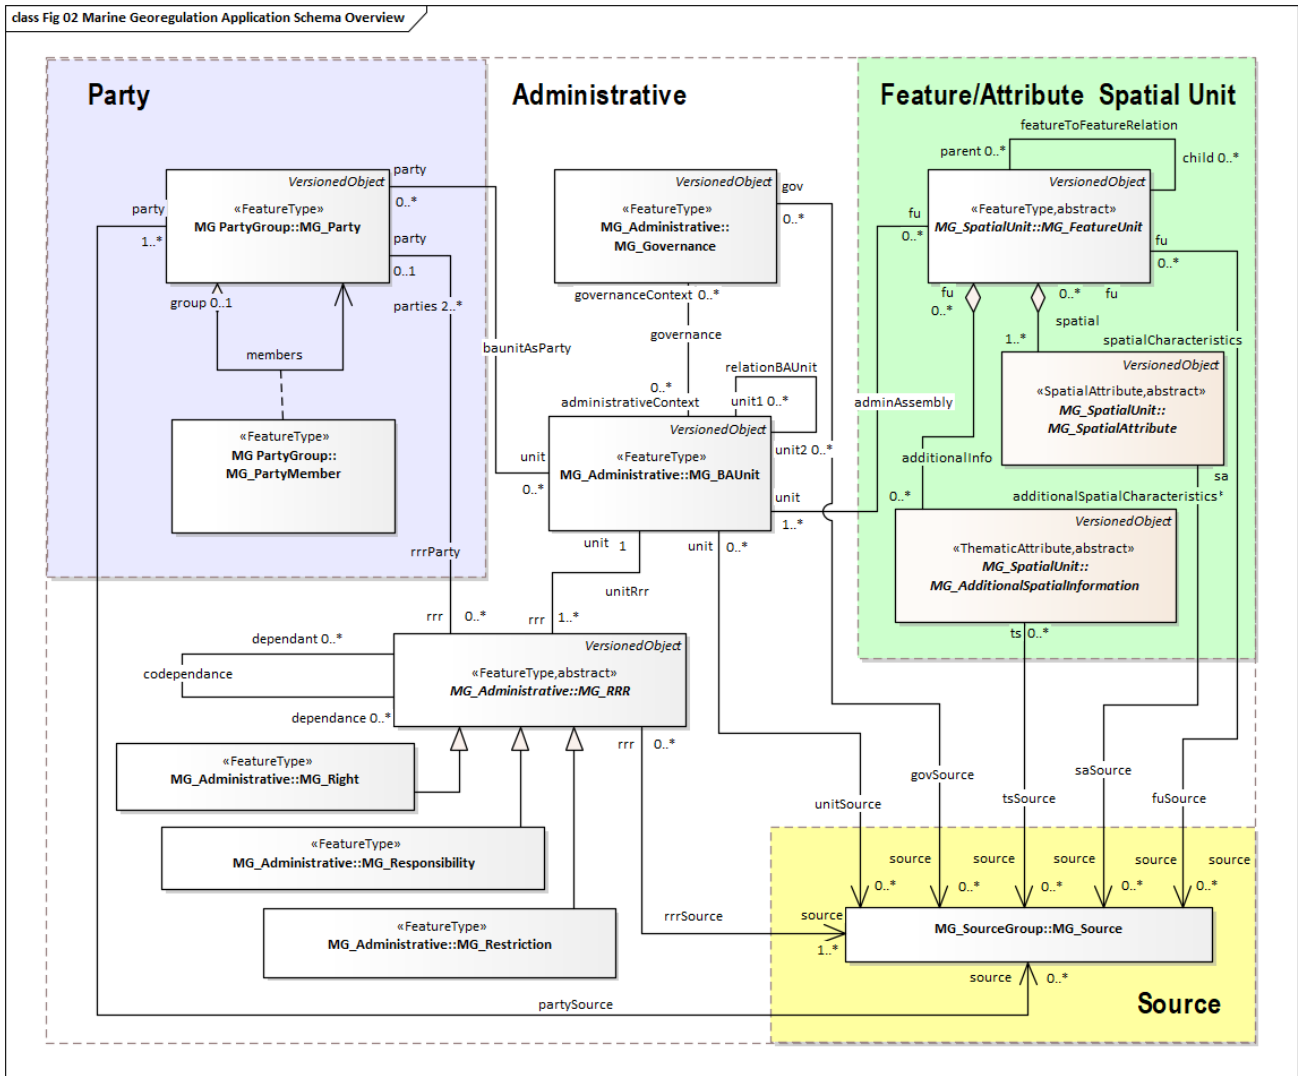 class Fig 02 Marine Georegulation Application Schema Overview
Party
Administrative
Feature/Attribute Spatial Unit
featureToFeatureRelation
parent 0..*
child 0..*
VersionedObject
«FeatureType»
MG PartyGroup::MG_Party
party
0..*
party
1..*
party
0..1
group 0..1
parties 2..*
members
«FeatureType»
MG PartyGroup::
MG_PartyMember
baunitAsParty
rrrParty
VersionedObject
«FeatureType»
MG_Administrative::
MG_Governance
gov
0..*
governanceContext 0..*
governance
0..*
administrativeContext
relationBAUnit
unit1 0..*
unit2 0..*
VersionedObject
«FeatureType»
MG_Administrative::MG_BAUnit
unit
0..*
unit
1..*
unit 1
unit 0..*
unitRrr
adminAssembly
VersionedObject
«FeatureType,abstract»
MG_SpatialUnit::MG_FeatureUnit
fu
0..*
fu
0..*
fu
0..*
0..* fu
spatial
1..*
spatialCharacteristics
VersionedObject
«SpatialAttribute,abstract»
MG_SpatialUnit::
MG_SpatialAttribute
sa
additionalInfo
0..*
additionalSpatialCharacteristics*
VersionedObject
«ThematicAttribute,abstract»
MG_SpatialUnit::
MG_AdditionalSpatialInformation
ts 0..*
rrr 0..*
rrr 1..*
dependant 0..*
codependance
dependance 0..*
VersionedObject
«FeatureType,abstract»
MG_Administrative::MG_RRR
rrr 0..*
«FeatureType»
MG_Administrative::MG_Right
«FeatureType»
MG_Administrative::MG_Responsibility
«FeatureType»
MG_Administrative::MG_Restriction
unitSource
govSource
tsSource
saSource
fuSource
source
source
source
source
source
0..*
0..*
0..*
0..*
0..*
rrrSource
source
1..*
MG_SourceGroup::MG_Source
source 0..*
partySource
Source